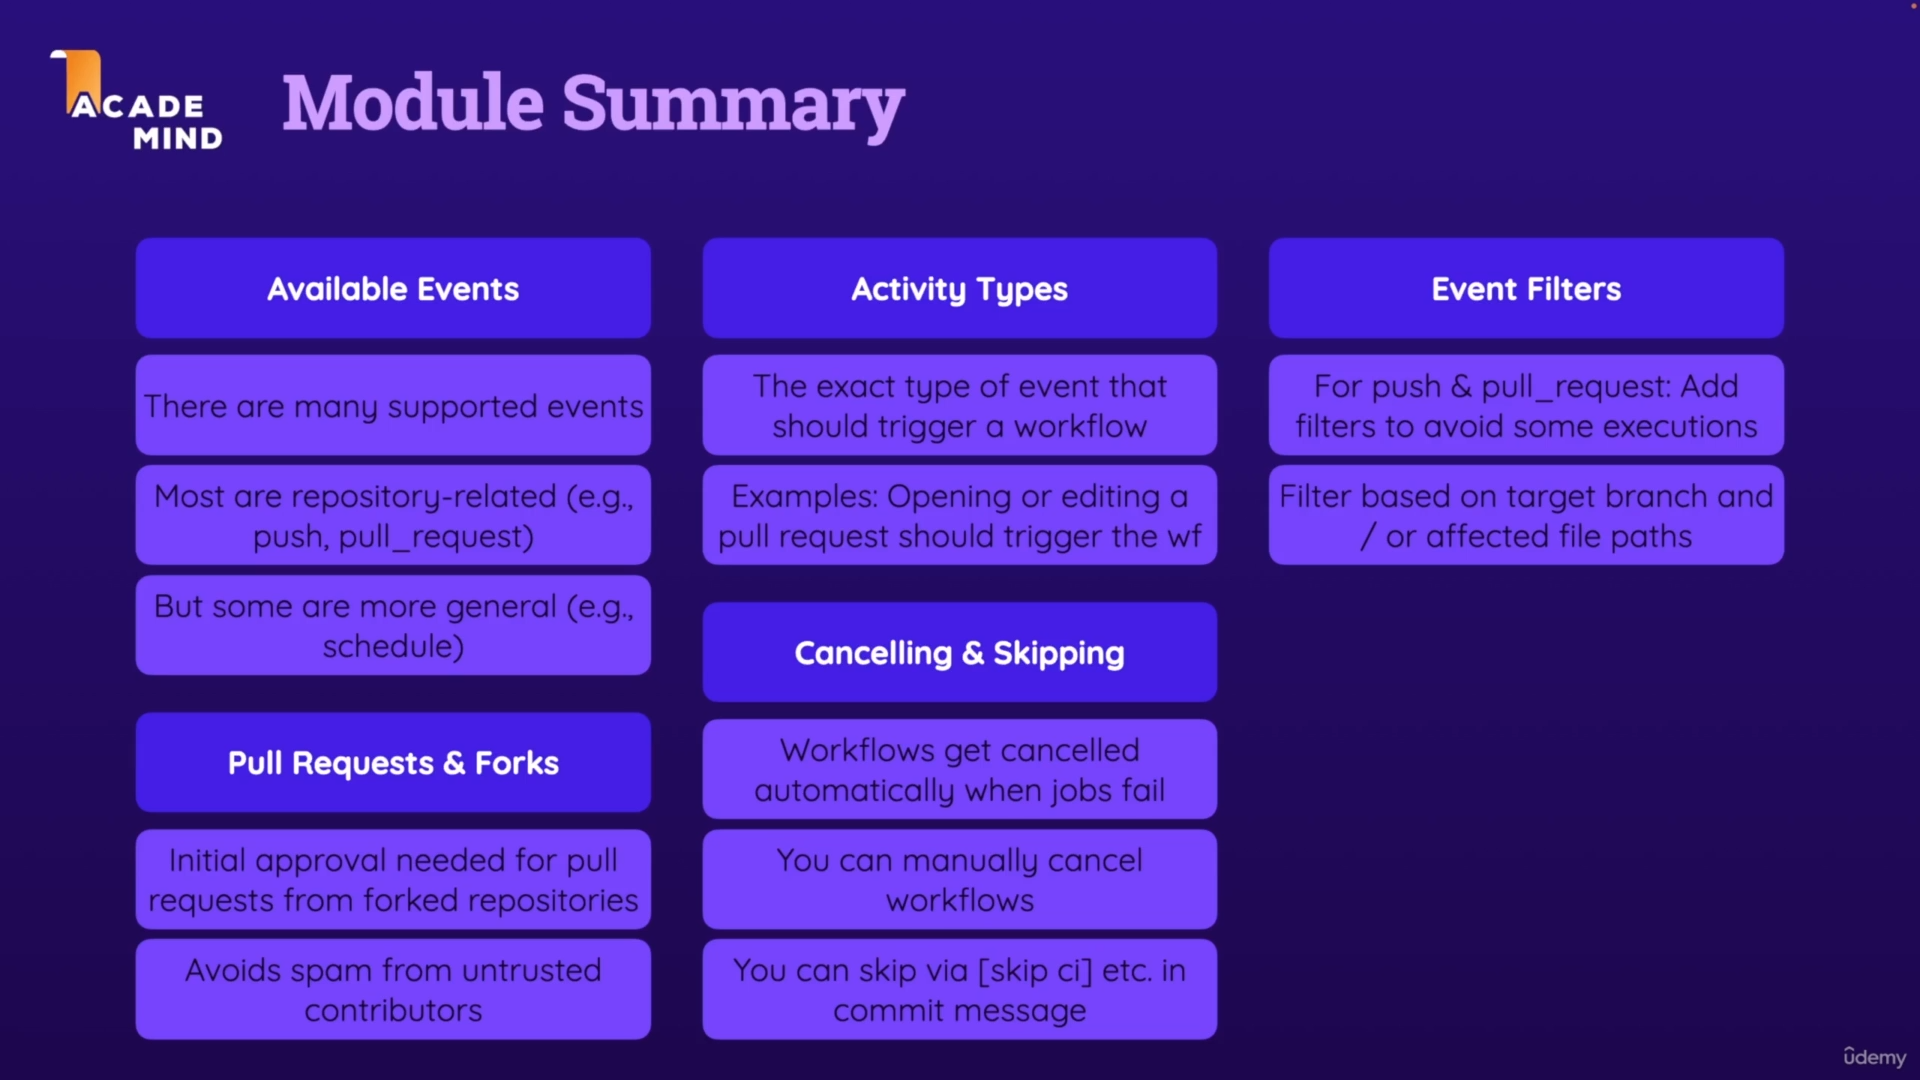 ACADE
MIND
Module Summary
Available Events
There are many supported events
Most are repository-related (e.g.,
push, pull_request)
But some are more general (e.g.,
schedule)
Pull Requests & Forks
Initial approval needed for pull
requests from forked repositories
Avoids spam from untrusted
contributors
Activity Types
The exact type of event that
should trigger a workflow
Examples: Opening or editing a
pull request should trigger the wf
Cancelling & Skipping
Workflows get cancelled
automatically when jobs fail
You can manually cancel
workflows
You can skip via [skip ci] etc. in
commit message
Event Filters
For push & pull_request: Add
filters to avoid some executions
Filter based on target branch and
/ or affected file paths
ûdemy